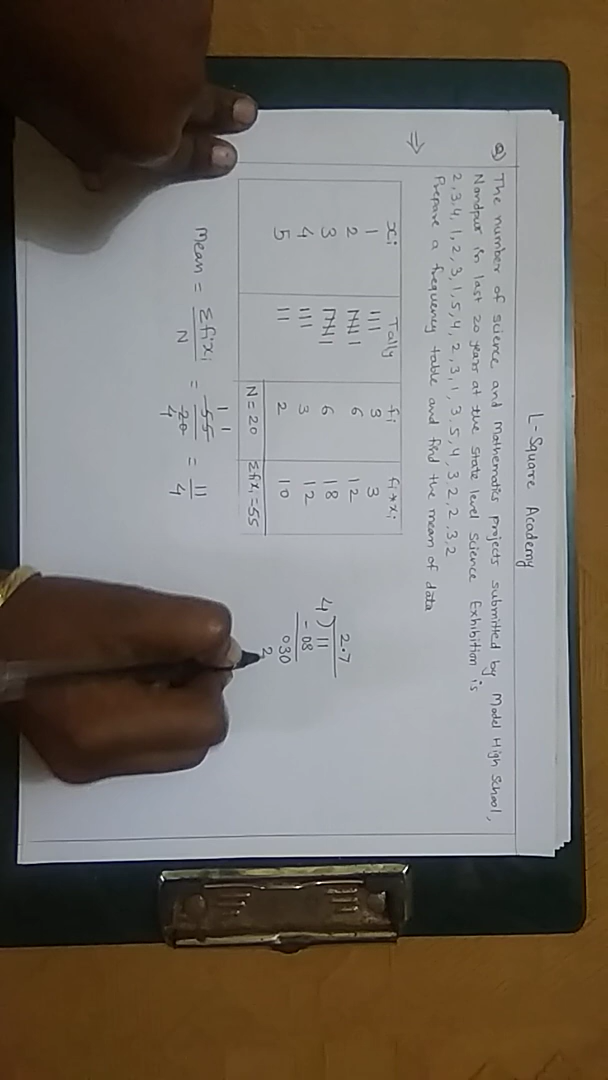 L-Square Academy
Q) The number of science and Mathematics projects submitted by Model High School,
Nandpur in last 20 years at the state level Science Exhibition is
2,3,4,1,2,3,1,5,4,2,3,1,3,5,4,3,2,2,3,2
Prepare a frequency table and find the mean of data
⇒
xi Tally fi fi×xi
1 ||| 3 3
2 𝍸| 6 12
3 𝍸| 6 18
4 ||| 3 12
5 || 2 10
N=20 Σfixi=55
Mean = Σfixi/N = 55/20 = 11/4
11
4
2.7
4)11
-08
030
2